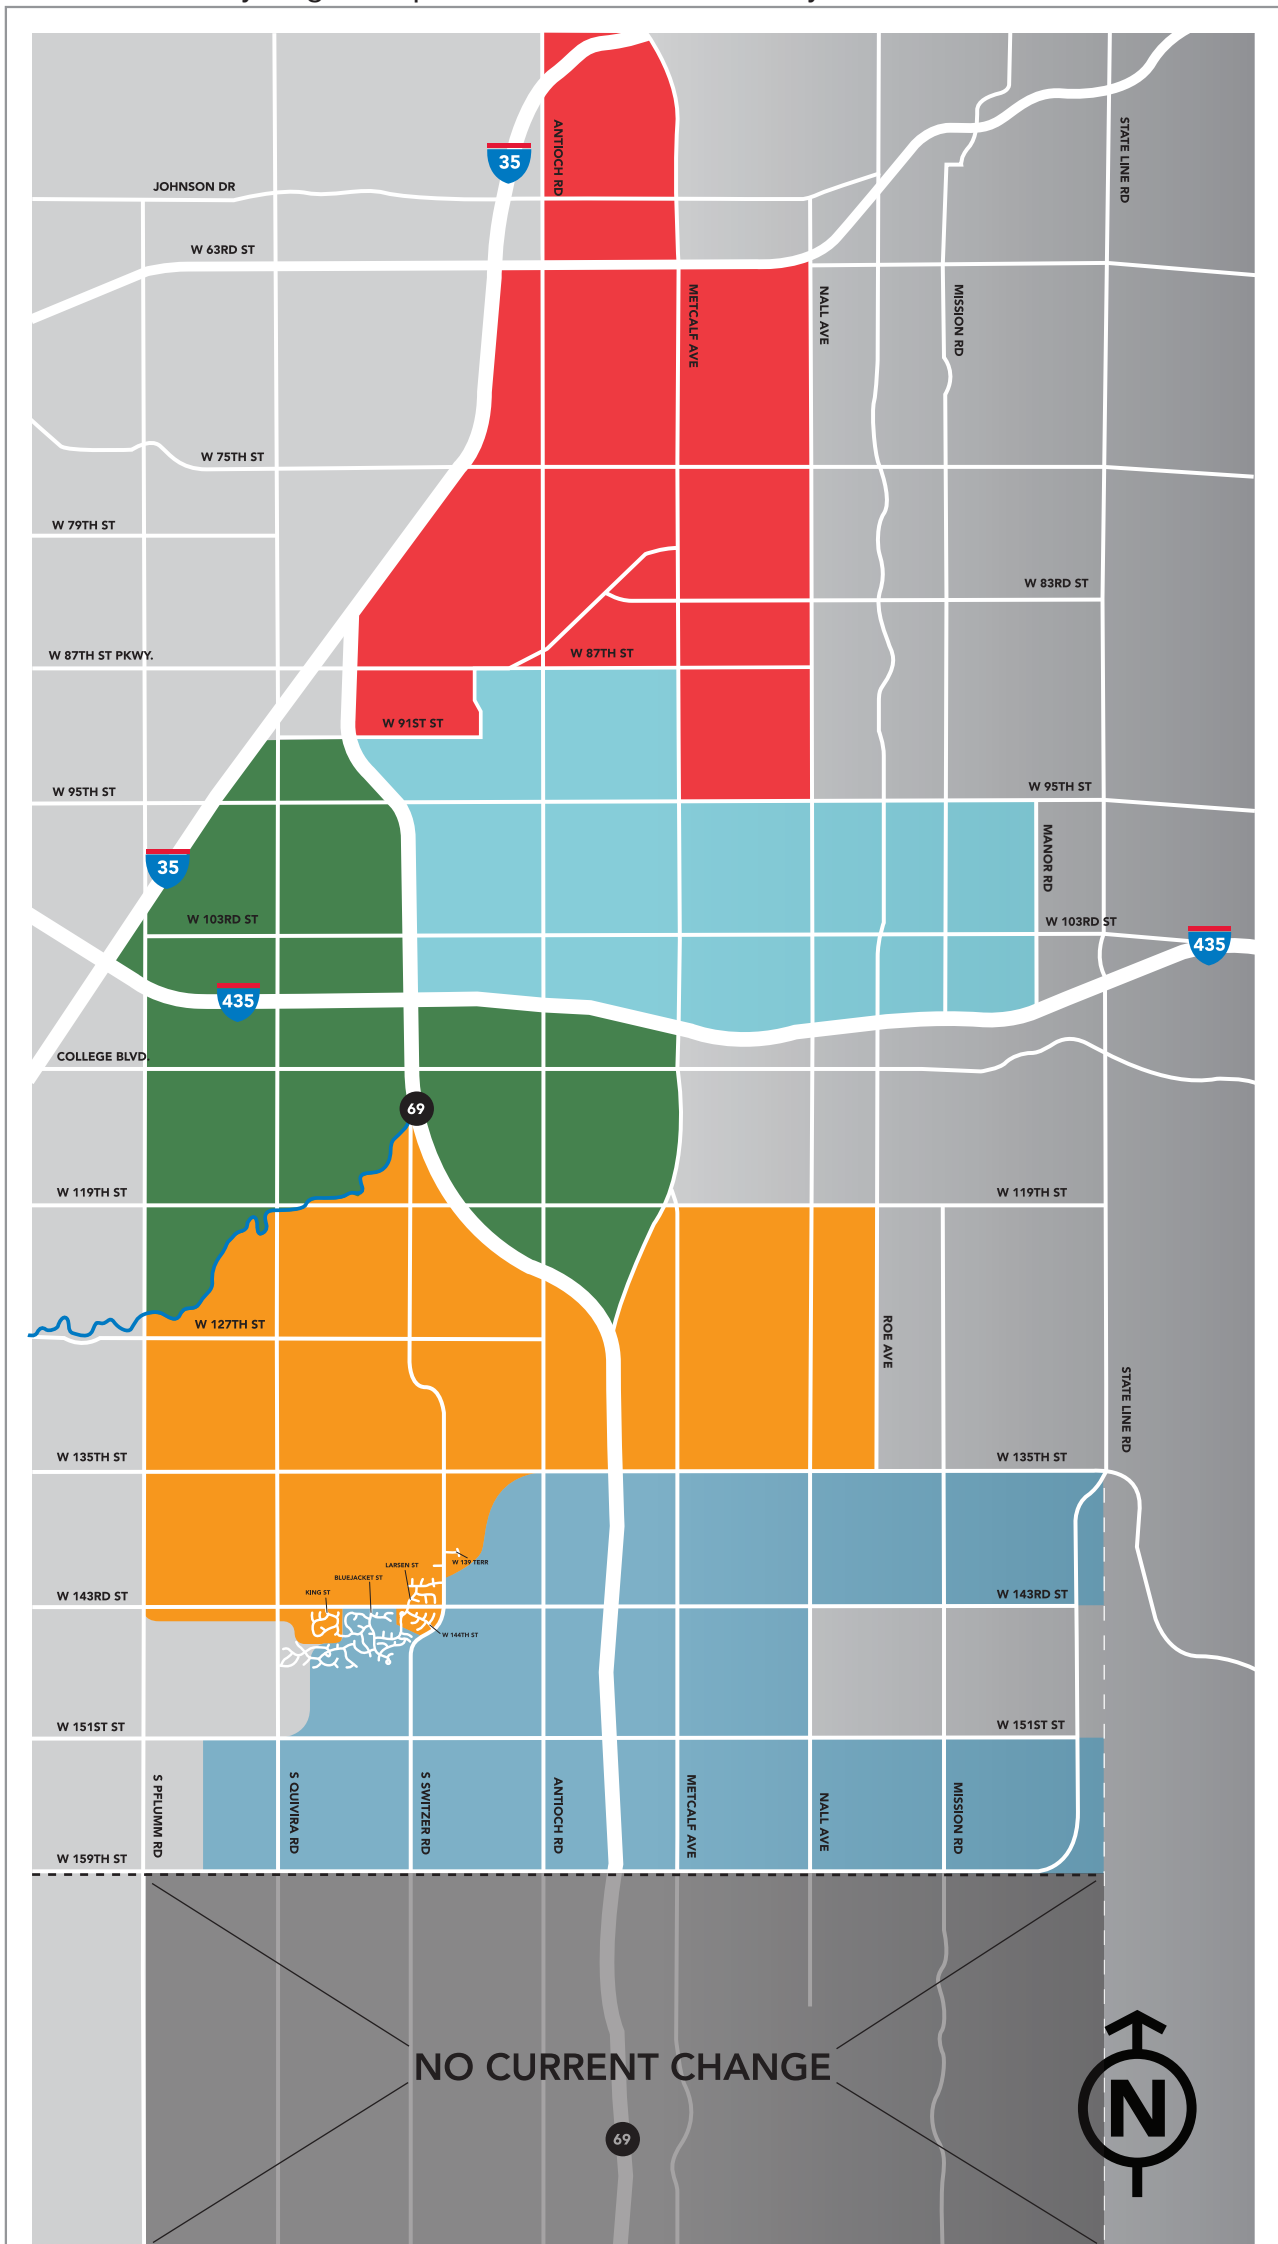 35
ANTIOCH RD
STATE LINE RD
JOHNSON DR
W 63RD ST
METCALF AVE
NALL AVE
MISSION RD
W 75TH ST
W 79TH ST
W 83RD ST
W 87TH ST PKWY.
W 87TH ST
W 91ST ST
W 95TH ST
W 95TH ST
MANOR RD
35
W 103RD ST
W 103RD ST
435
435
COLLEGE BLVD.
69
W 119TH ST
W 119TH ST
W 127TH ST
ROE AVE
STATE LINE RD
W 135TH ST
W 135TH ST
W 139 TERR
LARSEN ST
BLUEJACKET ST
KING ST
W 143RD ST
W 143RD ST
W 144TH ST
W 151ST ST
W 151ST ST
S PFLUMM RD
S QUIVIRA RD
S SWITZER RD
ANTIOCH RD
METCALF AVE
NALL AVE
MISSION RD
W 159TH ST
NO CURRENT CHANGE
69
N